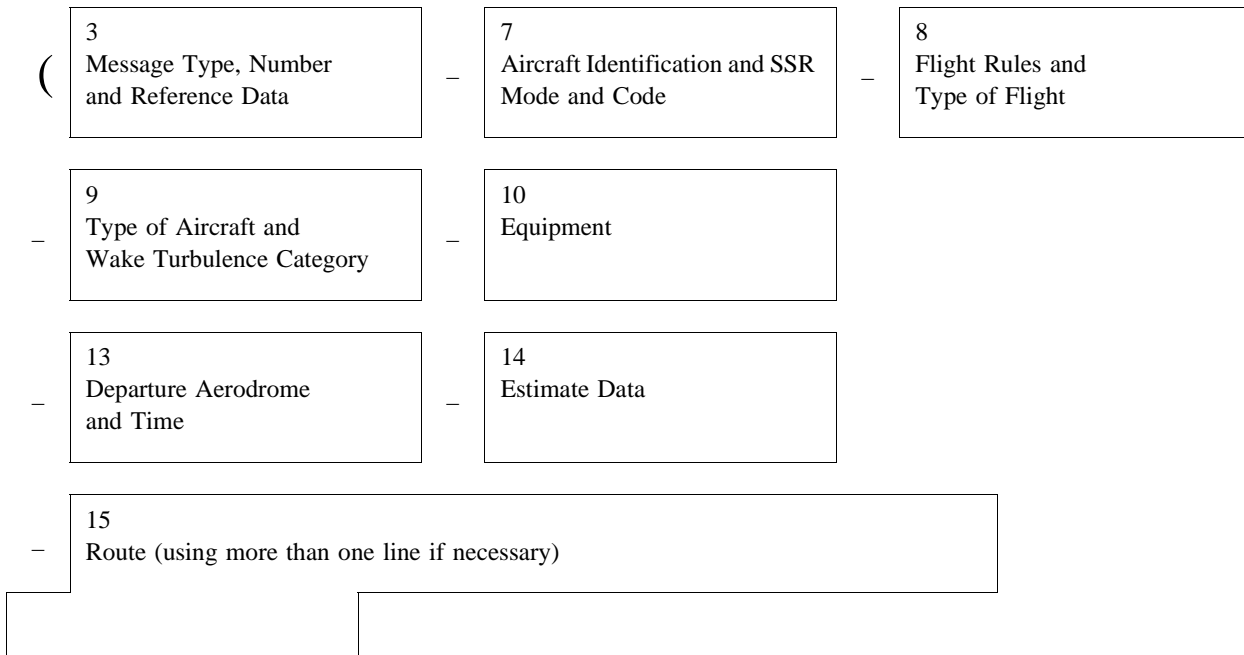 3
7
8
( Message Type, Number – Aircraft Identification and SSR – Flight Rules and
and Reference Data
Mode and Code
Type of Flight
9
10
– Type of Aircraft and – Equipment
Wake Turbulence Category
13
14
– Departure Aerodrome – Estimate Data
and Time
15
– Route (using more than one line if necessary)